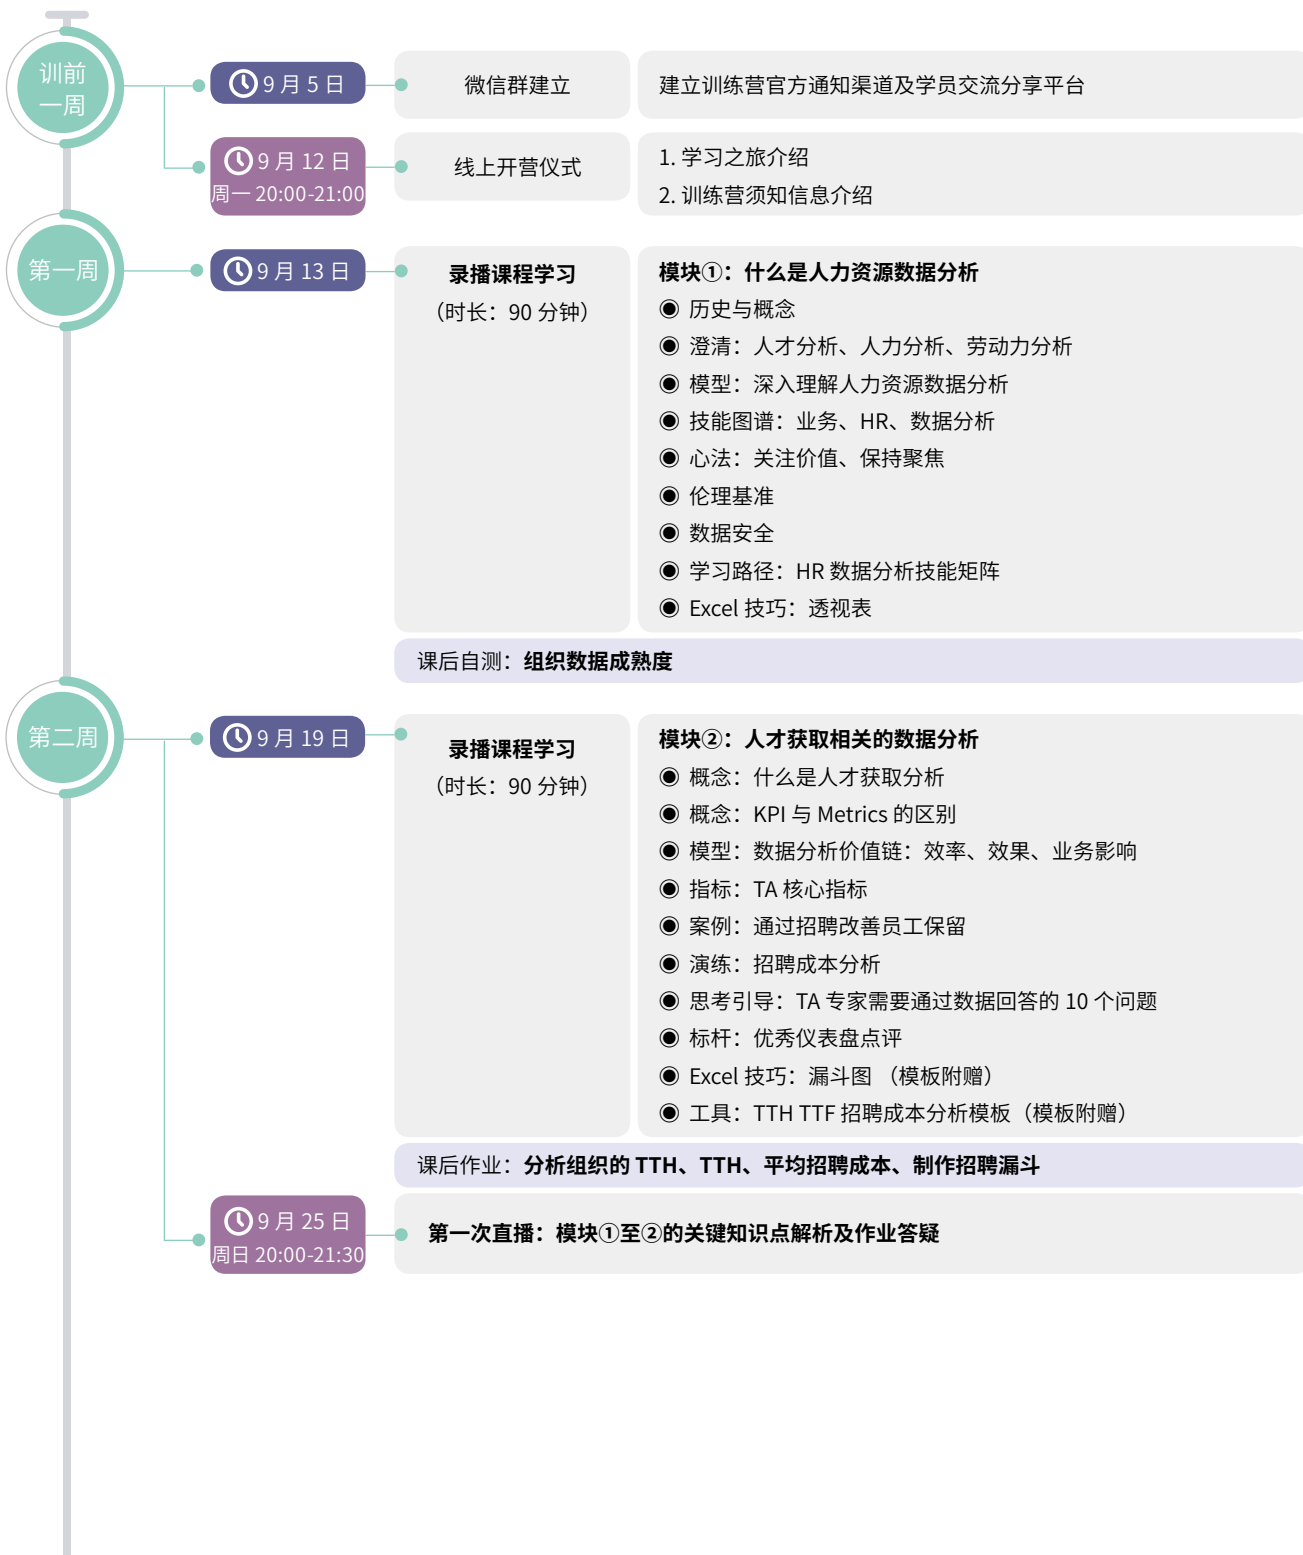 训前
一周
9 月 5 日
微信群建立
建立训练营官方通知渠道及学员交流分享平台
9 月 12 日
周一 20:00-21:00
线上开营仪式
1. 学习之旅介绍
2. 训练营须知信息介绍
第一周
9 月 13 日
录播课程学习
（时长：90 分钟）
模块①：什么是人力资源数据分析
◉ 历史与概念
◉ 澄清：人才分析、人力分析、劳动力分析
◉ 模型：深入理解人力资源数据分析
◉ 技能图谱：业务、HR、数据分析
◉ 心法：关注价值、保持聚焦
◉ 伦理基准
◉ 数据安全
◉ 学习路径：HR 数据分析技能矩阵
◉ Excel 技巧：透视表
课后自测：组织数据成熟度
第二周
9 月 19 日
录播课程学习
（时长：90 分钟）
模块②：人才获取相关的数据分析
◉ 概念：什么是人才获取分析
◉ 概念：KPI 与 Metrics 的区别
◉ 模型：数据分析价值链：效率、效果、业务影响
◉ 指标：TA 核心指标
◉ 案例：通过招聘改善员工保留
◉ 演练：招聘成本分析
◉ 思考引导：TA 专家需要通过数据回答的 10 个问题
◉ 标杆：优秀仪表盘点评
◉ Excel 技巧：漏斗图 （模板附赠）
◉ 工具：TTH TTF 招聘成本分析模板（模板附赠）
课后作业：分析组织的 TTH、TTH、平均招聘成本、制作招聘漏斗
9 月 25 日
周日 20:00-21:30
第一次直播：模块①至②的关键知识点解析及作业答疑